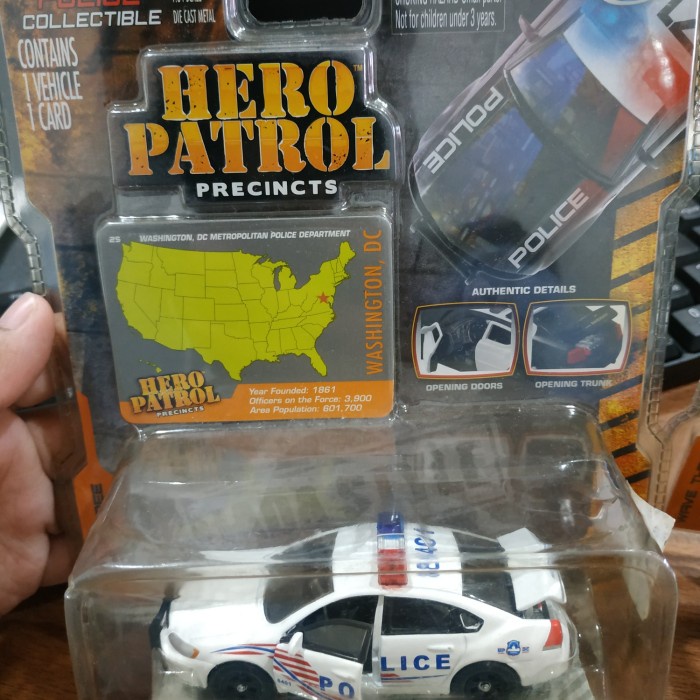 COLLECTIBLE
DIE CAST METAL
Not for children under 3 years.
CONTAINS
1 VEHICLE
1 CARD
HERO
PATROL
PRECINCTS
POLICE
POLICE
25 WASHINGTON, DC METROPOLITAN POLICE DEPARTMENT
WASHINGTON, DC
HERO
PATROL
PRECINCTS
Year Founded: 1861
Officers on the Force: 3,900
Area Population: 601,700
AUTHENTIC DETAILS
OPENING DOORS
OPENING TRUNK
PO
LICE